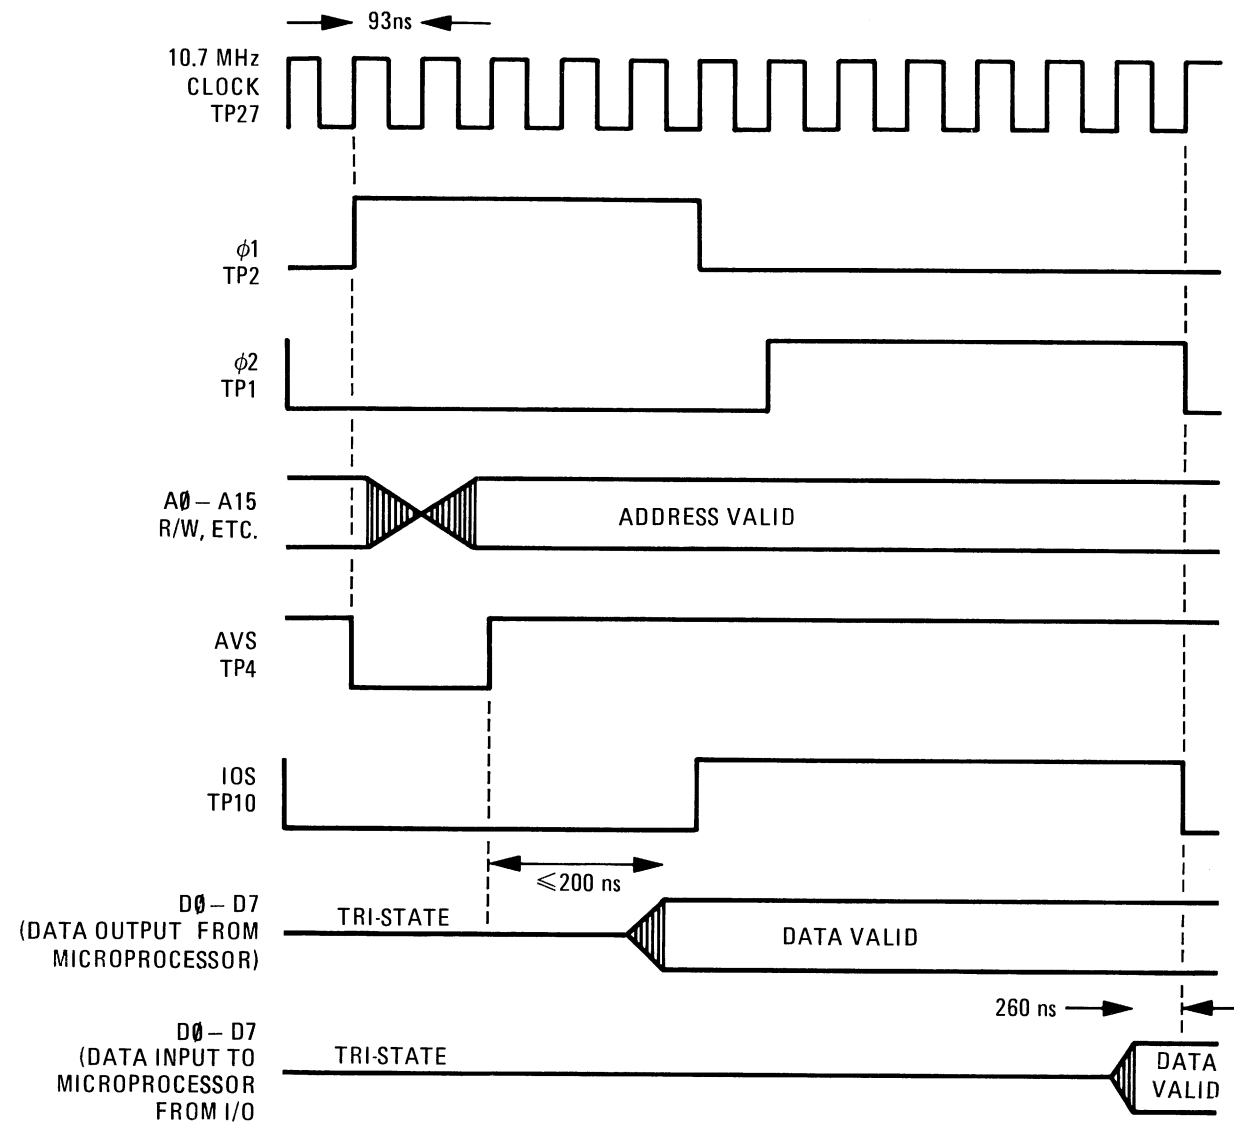 93ns
10.7 MHz
CLOCK
TP27
ϕ1
TP2
ϕ2
TP1
AØ – A15
R/W, ETC.
ADDRESS VALID
AVS
TP4
IOS
TP10
≤200 ns
DØ – D7
(DATA OUTPUT FROM
MICROPROCESSOR)
TRI-STATE
DATA VALID
260 ns
DØ – D7
(DATA INPUT TO
MICROPROCESSOR
FROM I/O
TRI-STATE
DATA
VALID